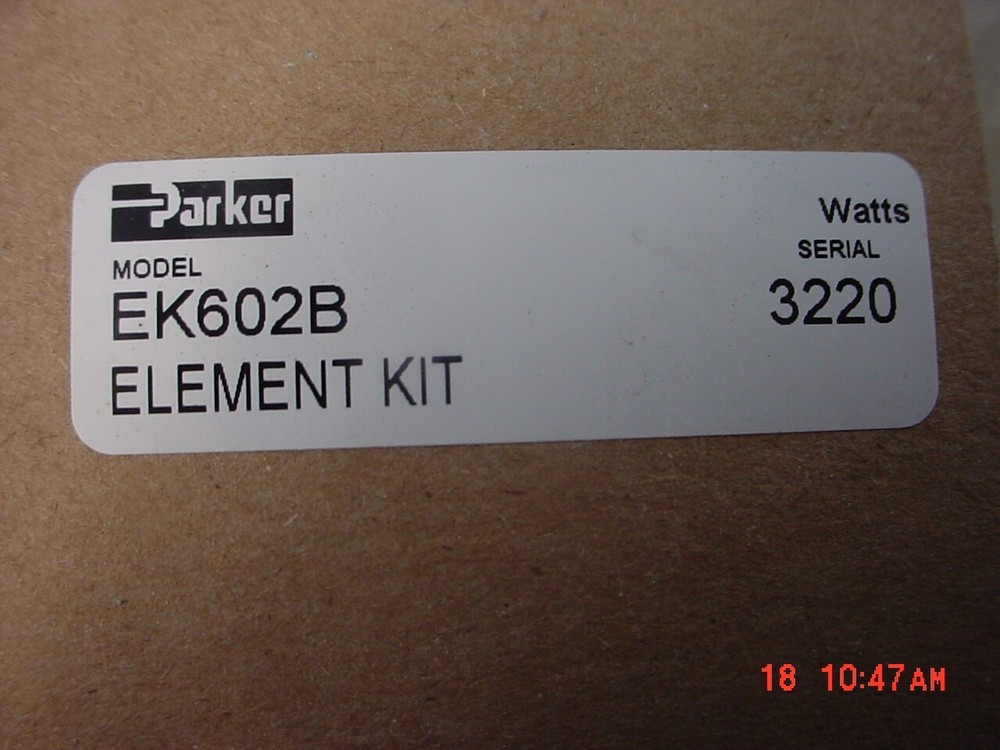 Parker
Watts
MODEL
SERIAL
EK602B
3220
ELEMENT KIT
18 10:47AM